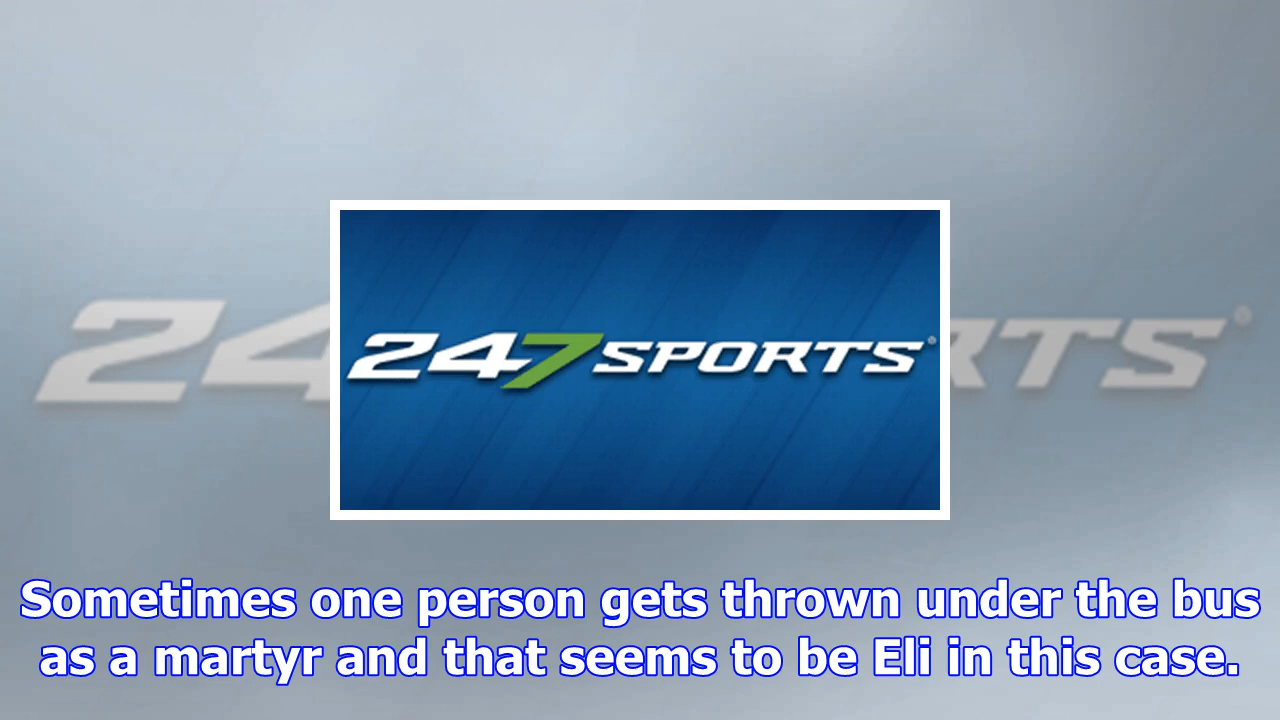 247SPORTS®
Sometimes one person gets thrown under the bus
as a martyr and that seems to be Eli in this case.